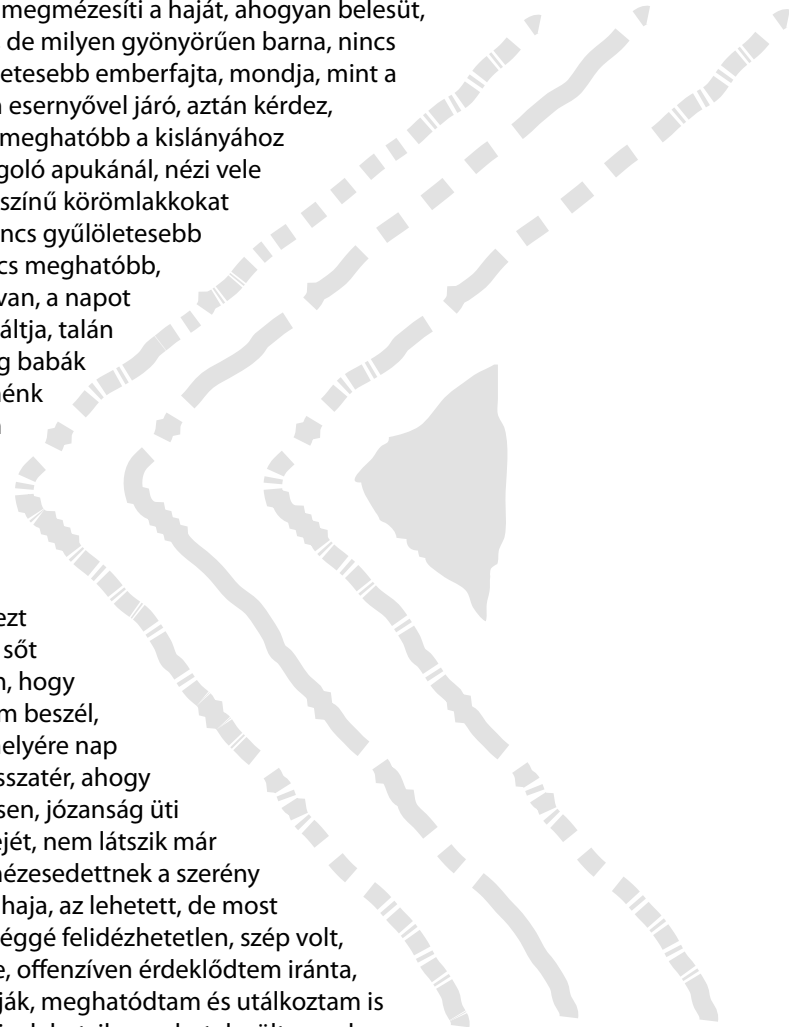 megmézesíti a haját, ahogyan belesüt,
de milyen gyönyörűen barna, nincs
etesebb emberfajta, mondja, mint a
esernyővel járó, aztán kérdez,
meghatóbb a kislányához
goló apukánál, nézi vele
színű körömlakkokat
ncs gyűlöletesebb
cs meghatóbb,
van, a napot
áltja, talán
g babák
énk
ezt
sőt
n, hogy
m beszél,
elyére nap
sszatér, ahogy
sen, józanság üti
ejét, nem látszik már
nézesedettnek a szerény
haja, az lehetett, de most
éggé felidézhetetlen, szép volt,
e, offenzíven érdeklődtem iránta,
ják, meghatódtam és utálkoztam is